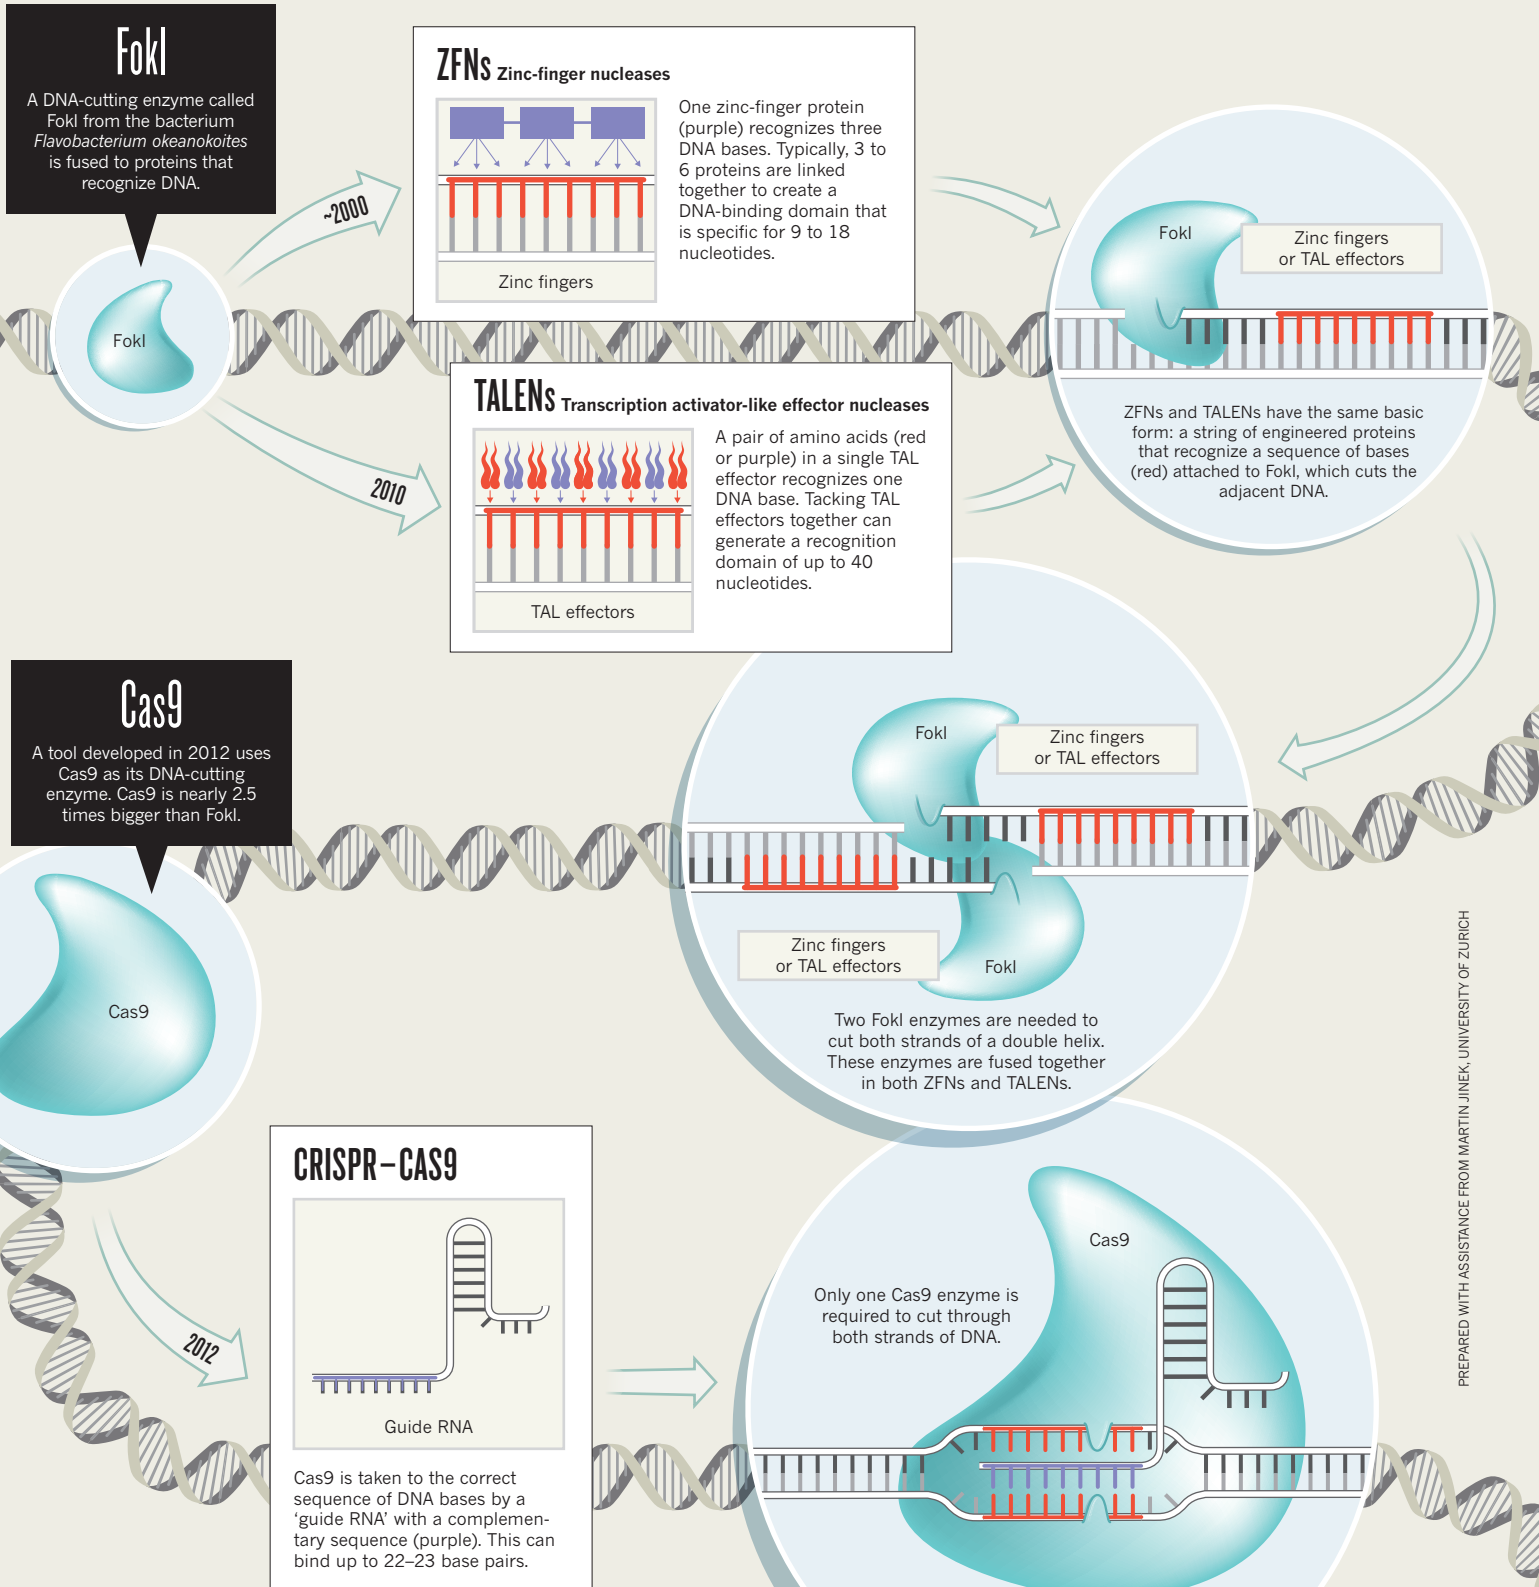 FokI
A DNA-cutting enzyme called
FokI from the bacterium
Flavobacterium okeanokoites
is fused to proteins that
recognize DNA.
FokI
~2000
ZFNs Zinc-finger nucleases
Zinc fingers
One zinc-finger protein
(purple) recognizes three
DNA bases. Typically, 3 to
6 proteins are linked
together to create a
DNA-binding domain that
is specific for 9 to 18
nucleotides.
2010
TALENs Transcription activator-like effector nucleases
TAL effectors
A pair of amino acids (red
or purple) in a single TAL
effector recognizes one
DNA base. Tacking TAL
effectors together can
generate a recognition
domain of up to 40
nucleotides.
FokI
Zinc fingers
or TAL effectors
ZFNs and TALENs have the same basic
form: a string of engineered proteins
that recognize a sequence of bases
(red) attached to FokI, which cuts the
adjacent DNA.
FokI
Zinc fingers
or TAL effectors
Zinc fingers
or TAL effectors
FokI
Two FokI enzymes are needed to
cut both strands of a double helix.
These enzymes are fused together
in both ZFNs and TALENs.
Cas9
A tool developed in 2012 uses
Cas9 as its DNA-cutting
enzyme. Cas9 is nearly 2.5
times bigger than FokI.
Cas9
2012
CRISPR–CAS9
Guide RNA
Cas9 is taken to the correct
sequence of DNA bases by a
‘guide RNA’ with a complemen-
tary sequence (purple). This can
bind up to 22–23 base pairs.
Cas9
Only one Cas9 enzyme is
required to cut through
both strands of DNA.
PREPARED WITH ASSISTANCE FROM MARTIN JINEK, UNIVERSITY OF ZURICH